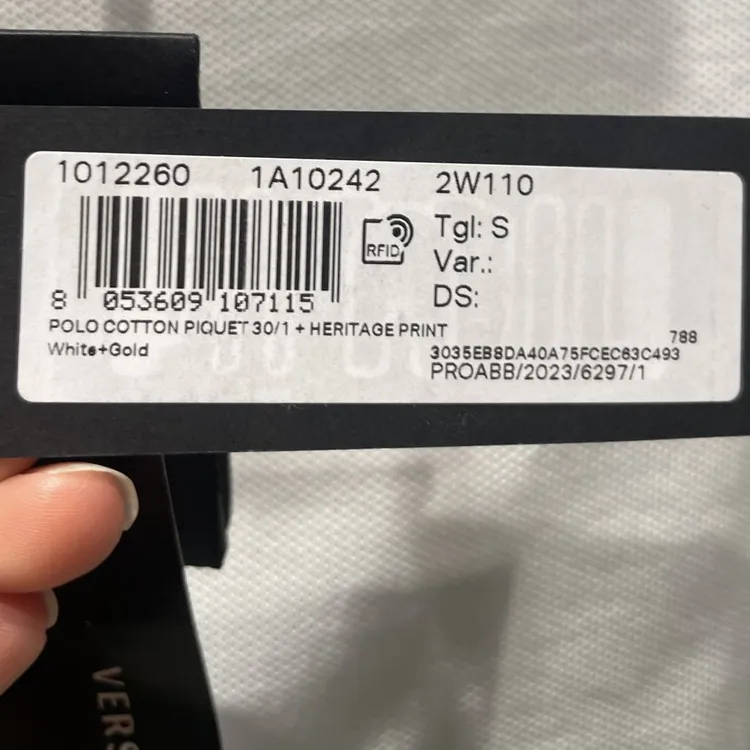 1012260 1A10242 2W110
RFID
Tgl: S
Var.:
DS:
8 053609 107115
POLO COTTON PIQUET 30/1 + HERITAGE PRINT
White+Gold
788
3035EB8DA40A75FCEC63C493
PROABB/2023/6297/1
VERS